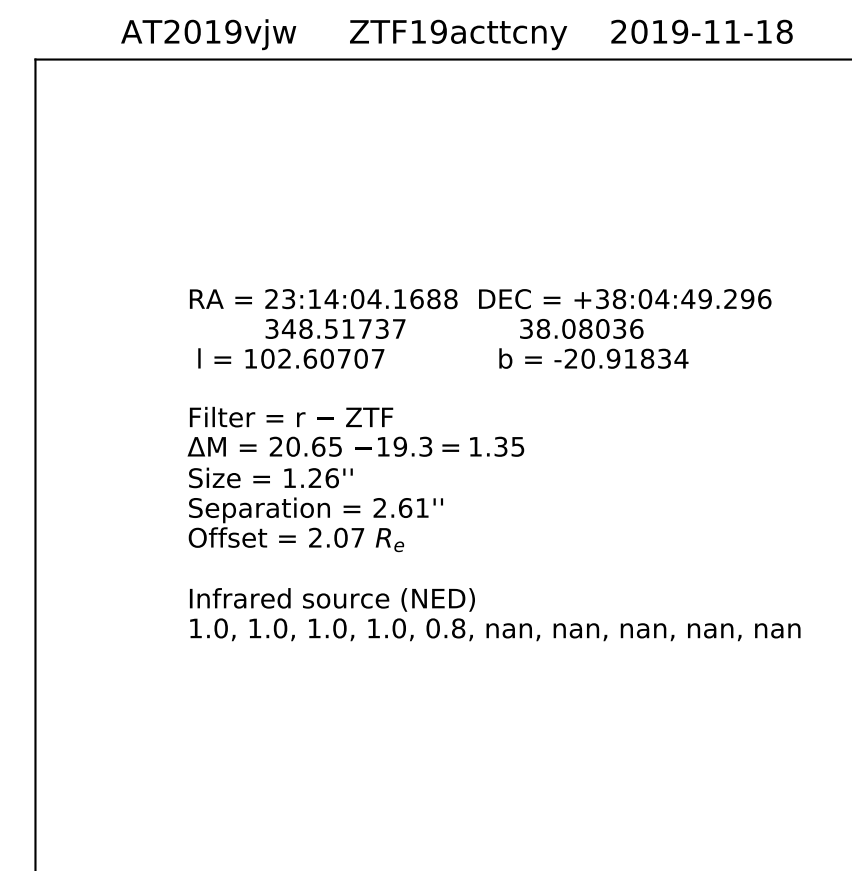 AT2019vjw ZTF19acttcny 2019-11-18
RA = 23:14:04.1688 DEC = +38:04:49.296
348.51737 38.08036
l = 102.60707 b = -20.91834
Filter = r − ZTF
ΔM = 20.65 −19.3 = 1.35
Size = 1.26''
Separation = 2.61''
Offset = 2.07 Re
Infrared source (NED)
1.0, 1.0, 1.0, 1.0, 0.8, nan, nan, nan, nan, nan